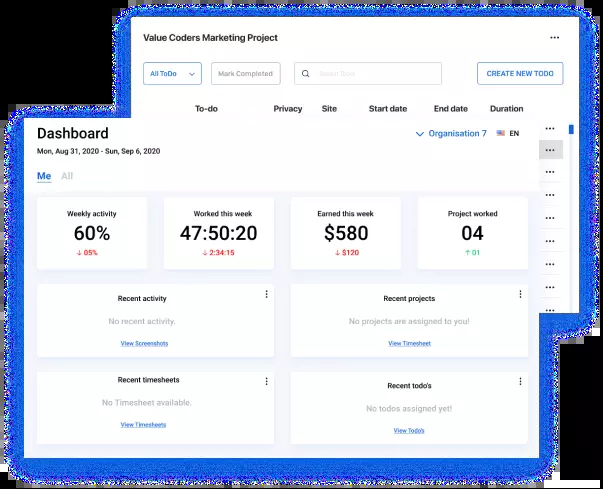 Value Coders Marketing Project
All ToDo
Mark Completed
CREATE NEW TODO
To-do Privacy Site Start date End date Duration
Dashboard
Organisation 7 EN
Mon, Aug 31, 2020 - Sun, Sep 6, 2020
Me All
Weekly activity Worked this week Earned this week Project worked
60% 47:50:20 $580 04
↓ 05% ↓ 2:34:15 ↓ $120 ↑ 01
Recent activity Recent projects
No recent activity. No projects are assigned to you!
View Screenshots View Timesheet
Recent timesheets Recent todo's
No Timesheet available. No todos assigned yet!
View Timesheets View Todo's